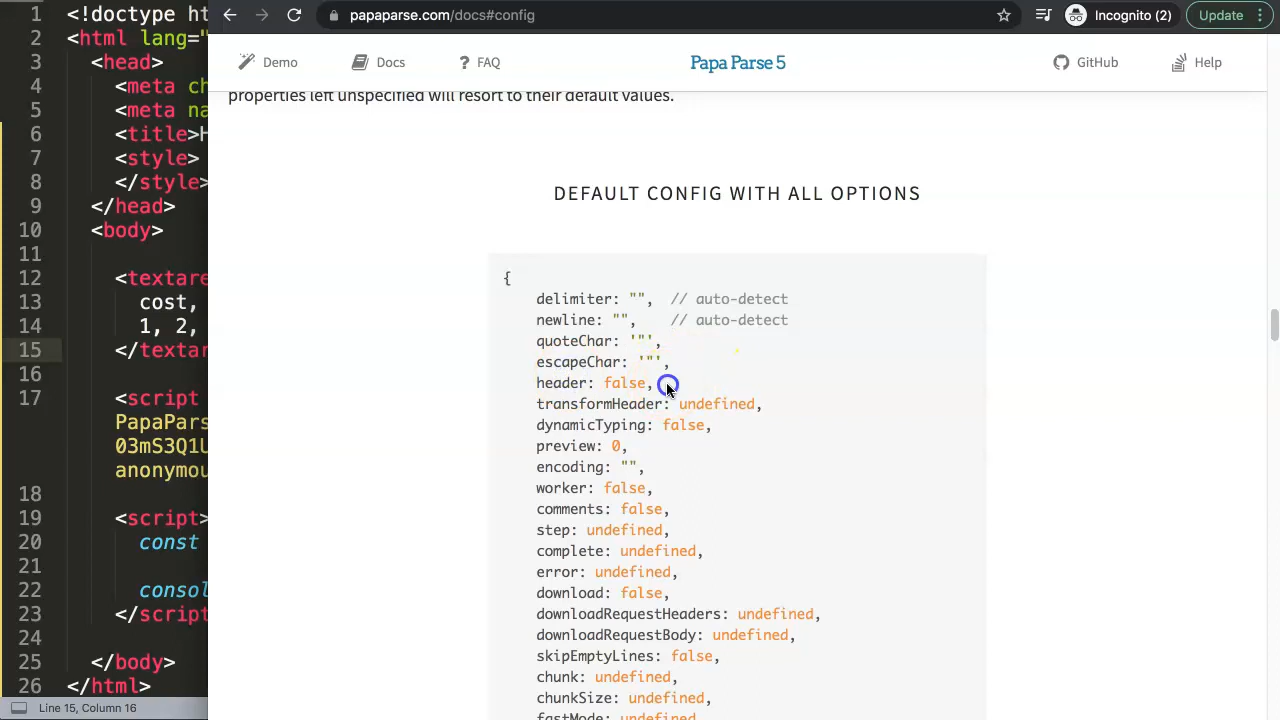 papaparse.com/docs#config
Incognito (2)
Update
Demo
Docs
? FAQ
Papa Parse 5
GitHub
Help
properties left unspecified will resort to their default values.
DEFAULT CONFIG WITH ALL OPTIONS
{
delimiter: "", // auto-detect
newline: "", // auto-detect
quoteChar: '"',
escapeChar: '"',
header: false,
transformHeader: undefined,
dynamicTyping: false,
preview: 0,
encoding: "",
worker: false,
comments: false,
step: undefined,
complete: undefined,
error: undefined,
download: false,
downloadRequestHeaders: undefined,
downloadRequestBody: undefined,
skipEmptyLines: false,
chunk: undefined,
chunkSize: undefined,
fastMode: undefined
1 <!doctype ht
2 <html lang="
3 <head>
4 <meta ch
5 <meta na
6 <title>H
7 <style>
8 </style>
9 </head>
10 <body>
11
12 <textare
13 cost,
14 1, 2,
15 </textar
16
17 <script
PapaPars
03mS3Q1U
anonymou
18
19 <script>
20 const
21
22 consol
23 </script
24
25 </body>
26 </html>
Line 15, Column 16